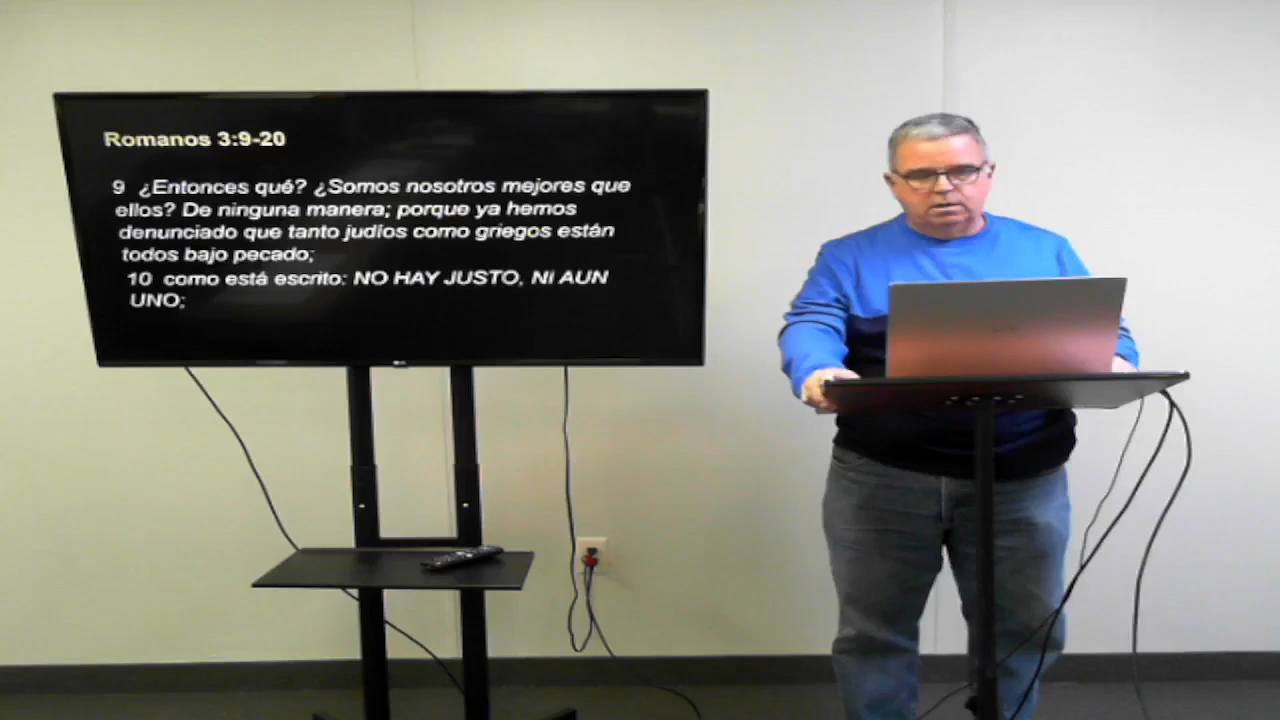 Romanos 3:9-20
9 ¿Entonces qué? ¿Somos nosotros mejores que
ellos? De ninguna manera; porque ya hemos
denunciado que tanto judíos como griegos están
todos bajo pecado;
10 como está escrito: NO HAY JUSTO, NI AUN
UNO;